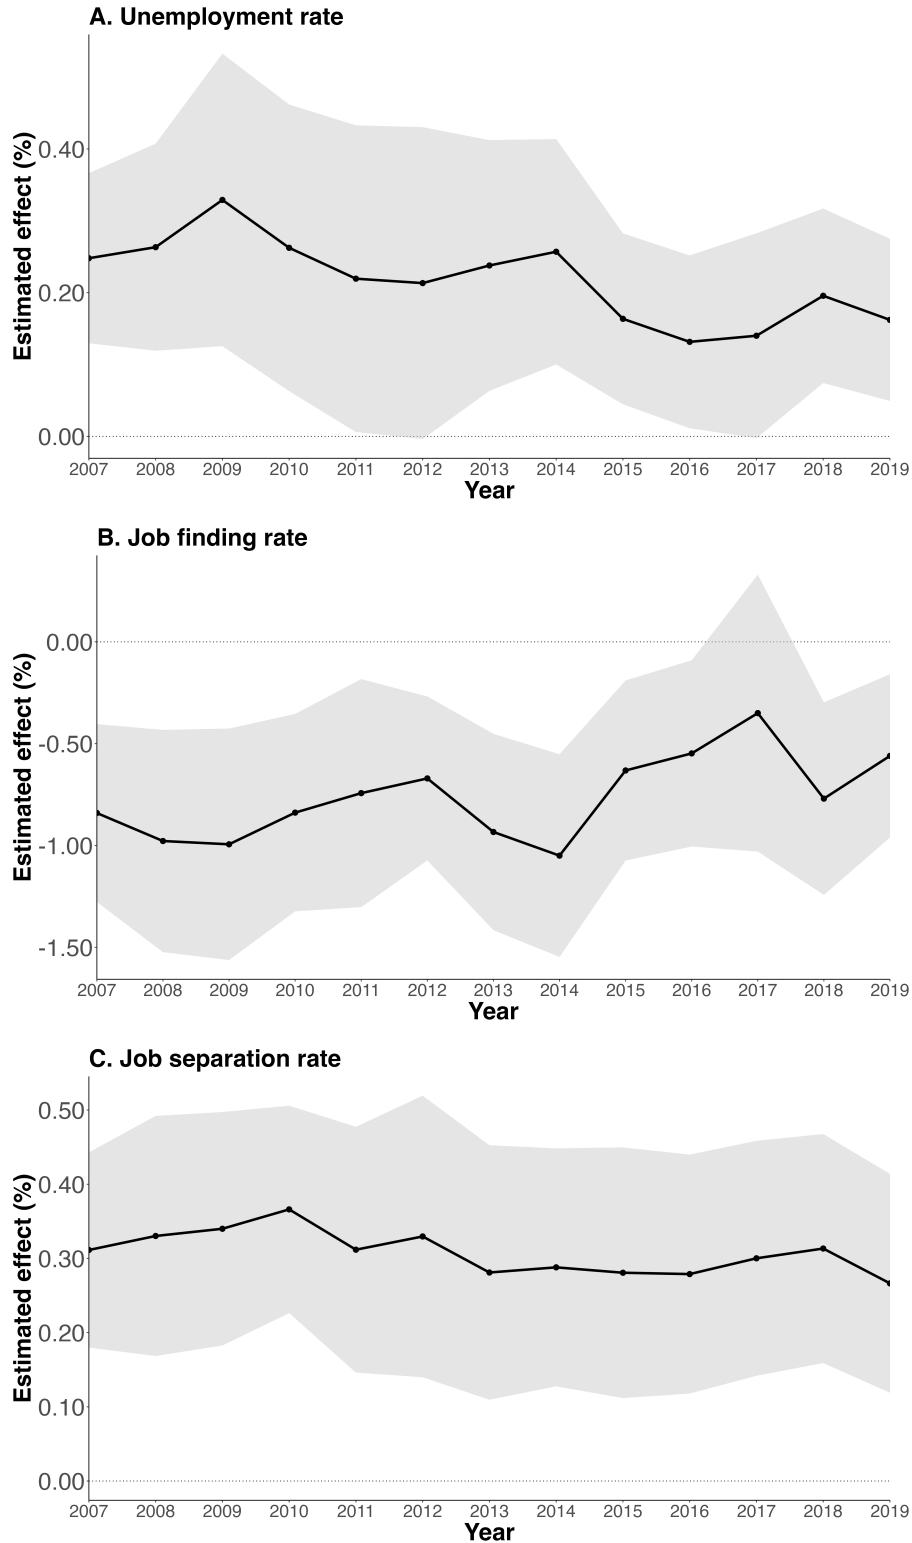 A. Unemployment rate
Estimated effect (%)
0.40
0.20
0.00
2007 2008 2009 2010 2011 2012 2013 2014 2015 2016 2017 2018 2019
Year
B. Job finding rate
Estimated effect (%)
0.00
-0.50
-1.00
-1.50
2007 2008 2009 2010 2011 2012 2013 2014 2015 2016 2017 2018 2019
Year
C. Job separation rate
Estimated effect (%)
0.50
0.40
0.30
0.20
0.10
0.00
2007 2008 2009 2010 2011 2012 2013 2014 2015 2016 2017 2018 2019
Year